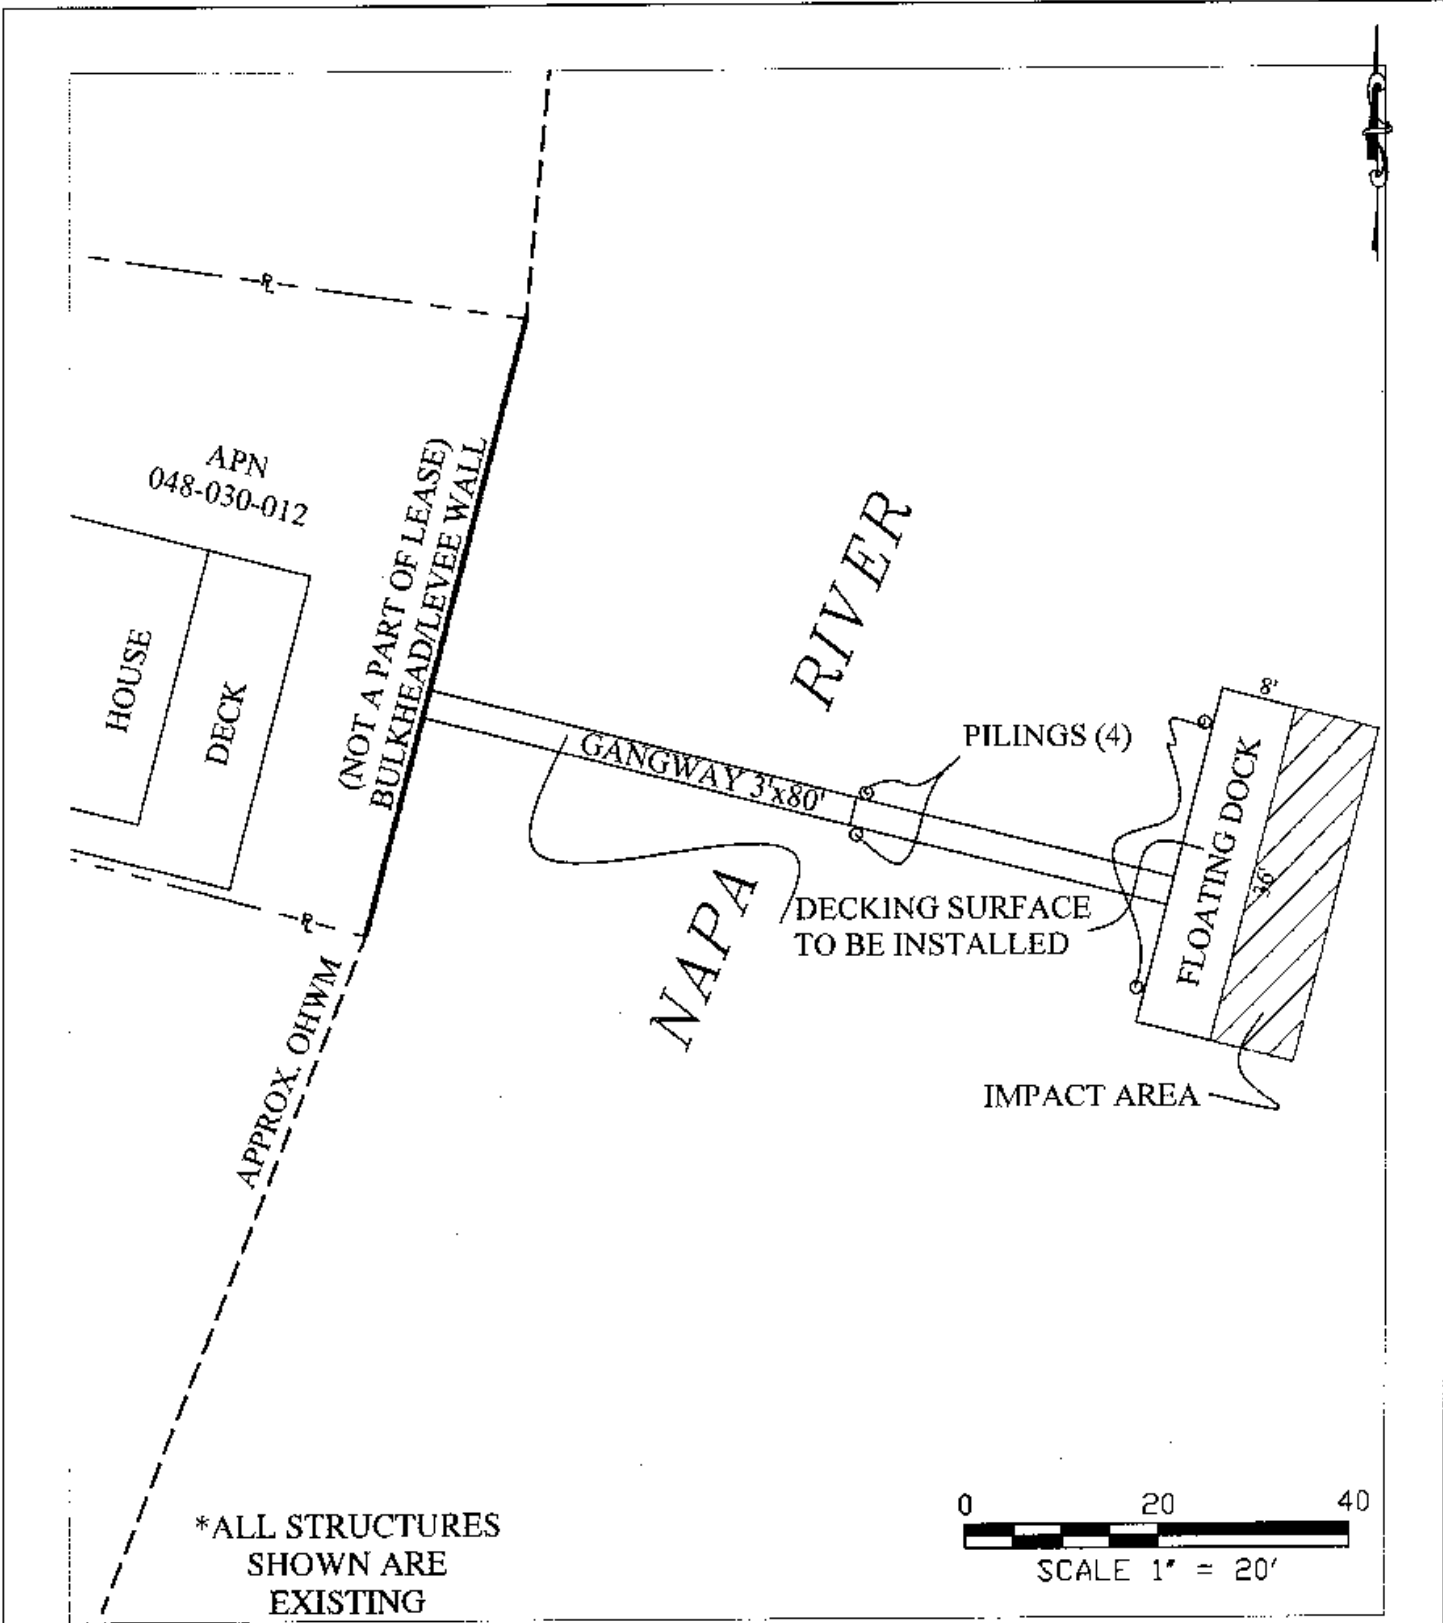 ℄
APN
048-030-012
HOUSE
DECK
(NOT A PART OF LEASE)
BULKHEAD/LEVEE WALL
RIVER
NAPA
GANGWAY 3'x80'
PILINGS (4)
8'
FLOATING DOCK
36'
DECKING SURFACE
TO BE INSTALLED
IMPACT AREA
℄
APPROX. OHWM
*ALL STRUCTURES
SHOWN ARE
EXISTING
0 20 40
SCALE 1" = 20'